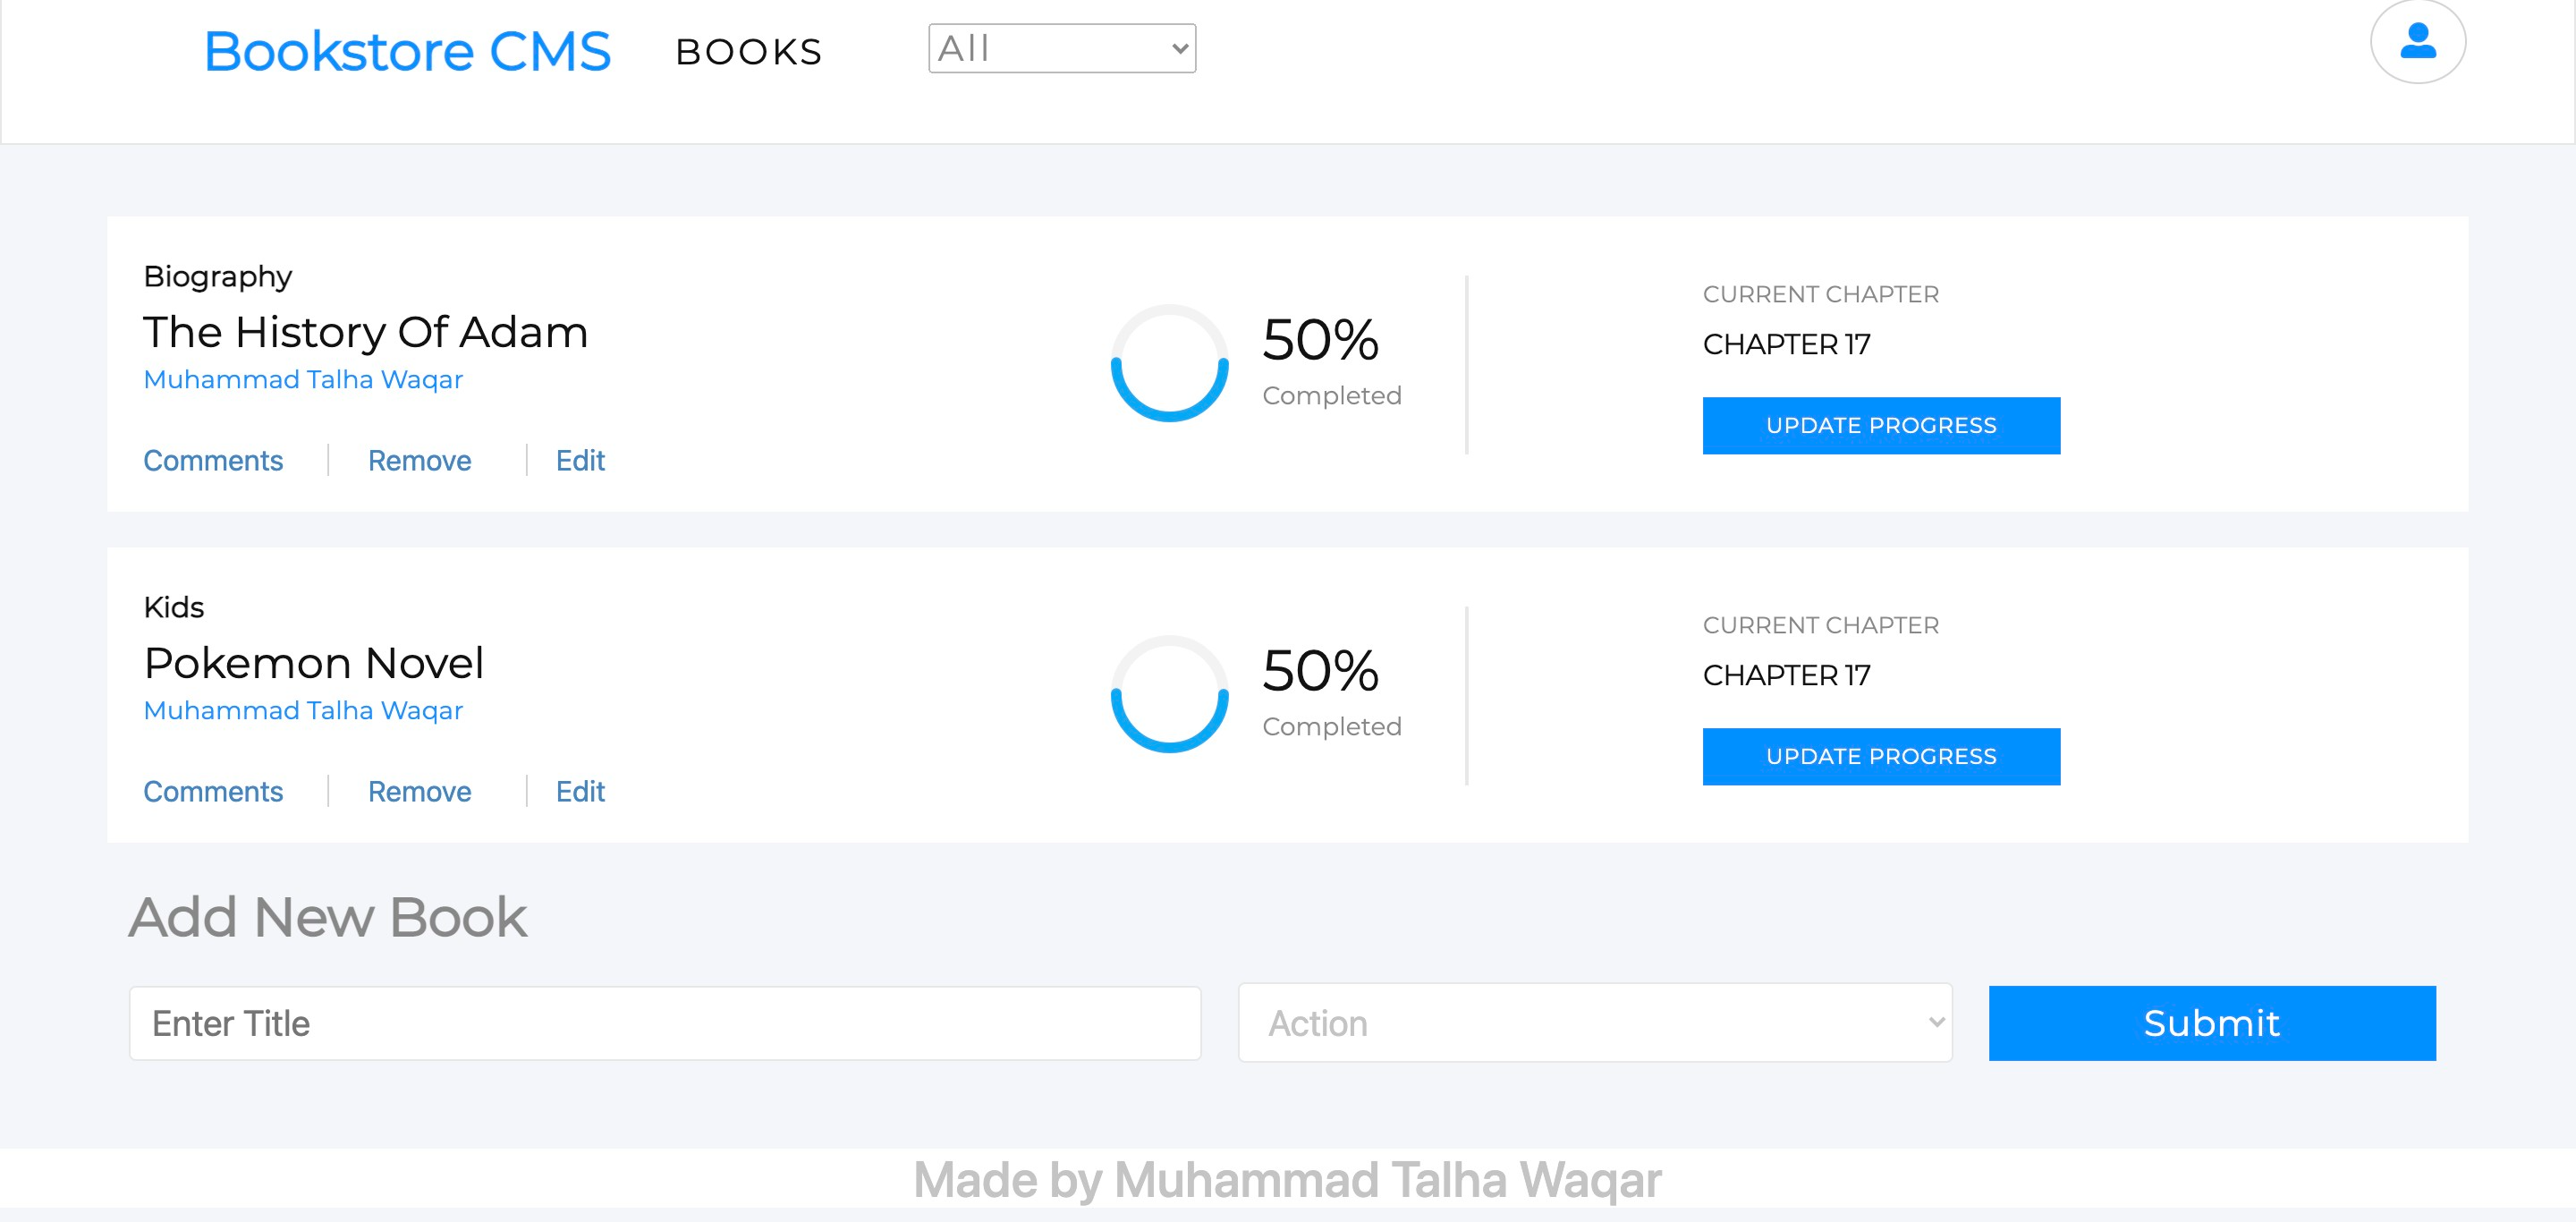 Bookstore CMS BOOKS All
Biography
The History Of Adam
Muhammad Talha Waqar
Comments Remove Edit
50%
Completed
CURRENT CHAPTER
CHAPTER 17
UPDATE PROGRESS
Kids
Pokemon Novel
Muhammad Talha Waqar
Comments Remove Edit
50%
Completed
CURRENT CHAPTER
CHAPTER 17
UPDATE PROGRESS
Add New Book
Enter Title Action Submit
Made by Muhammad Talha Waqar